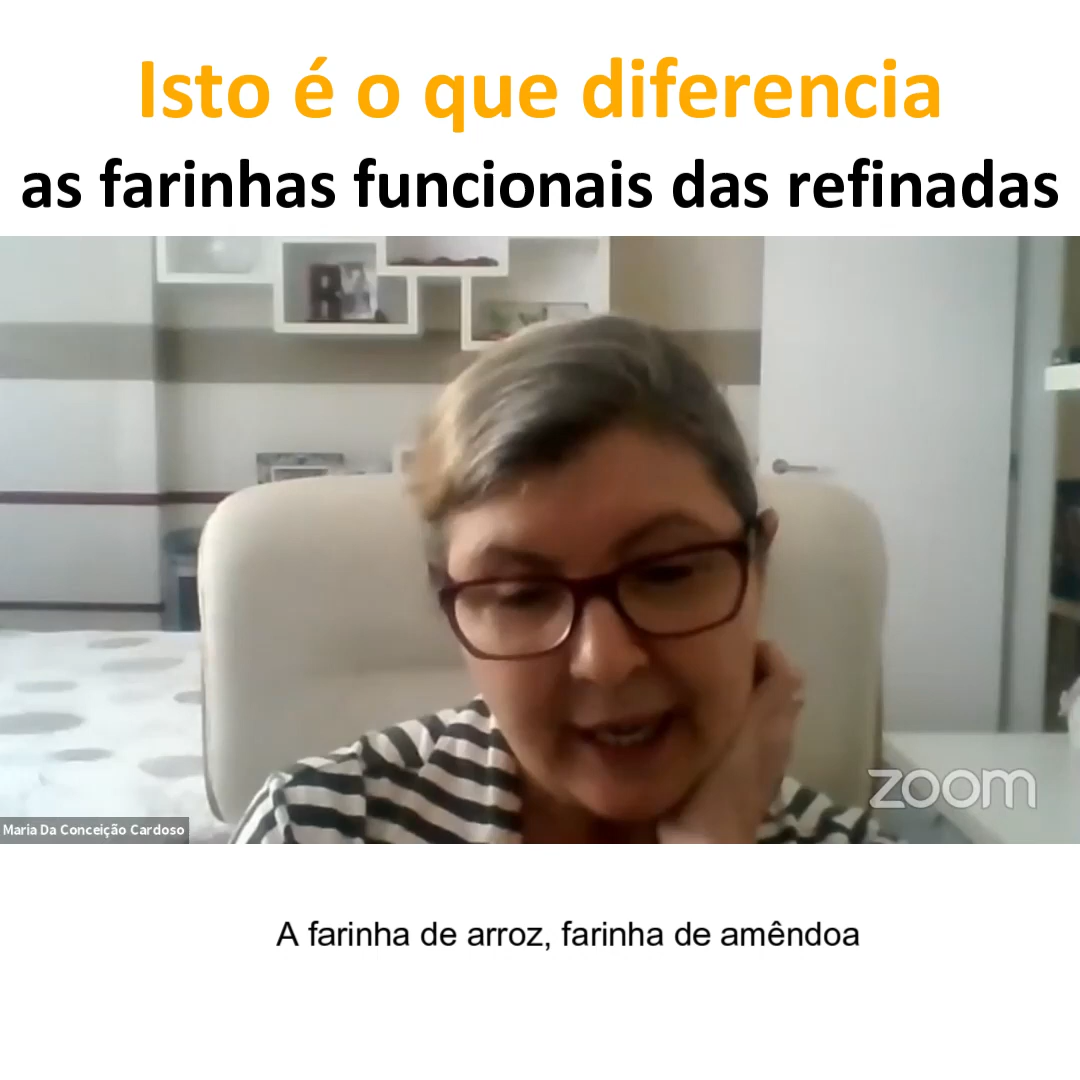 Isto é o que diferencia
as farinhas funcionais das refinadas
zoom
Maria Da Conceição Cardoso
A farinha de arroz, farinha de amêndoa